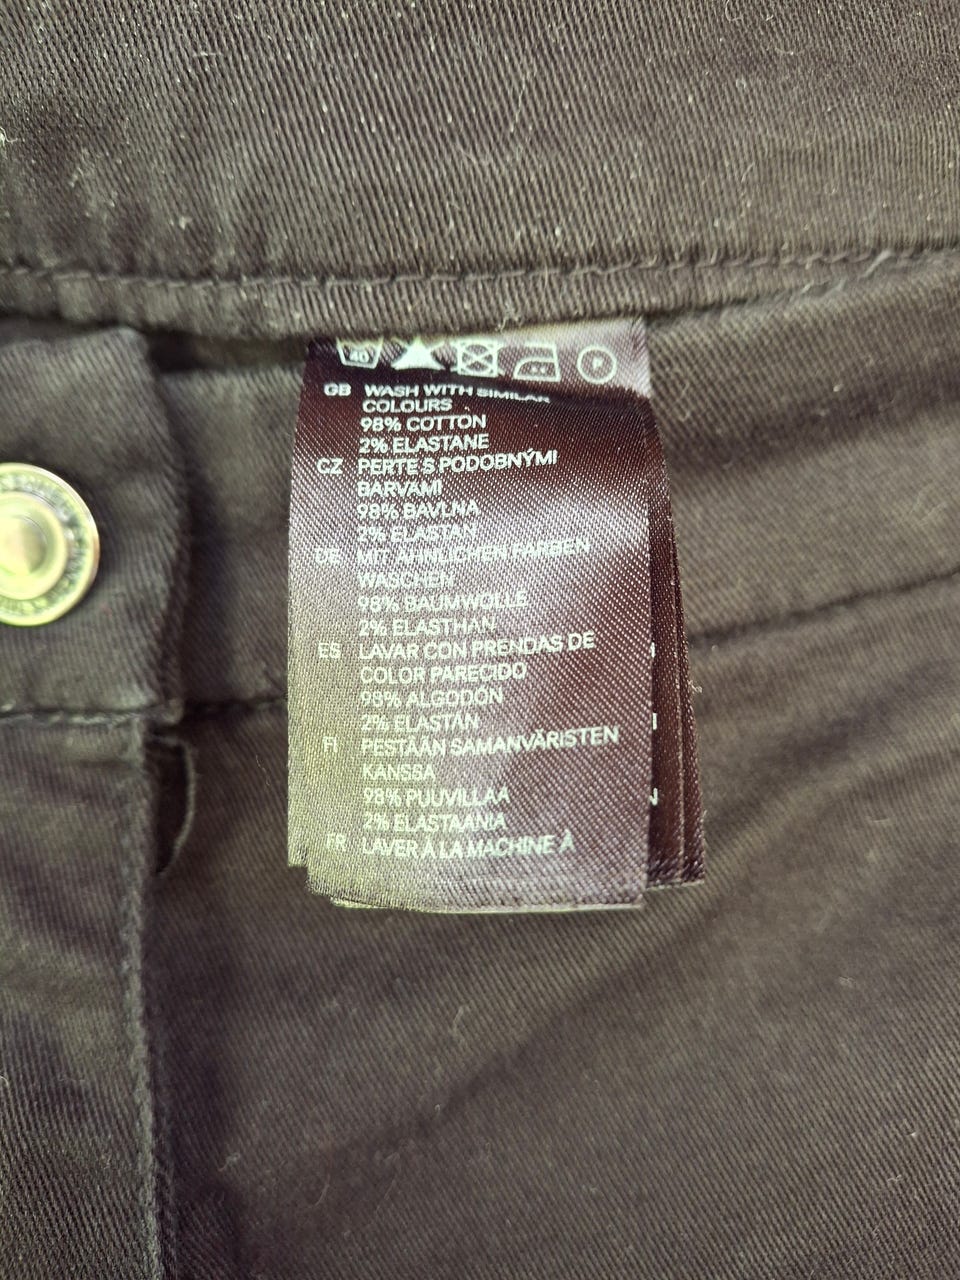 40
P
GB WASH WITH SIMILAR
COLOURS
98% COTTON
2% ELASTANE
CZ PERTE S PODOBNÝMI
BARVAMI
98% BAVLNA
2% ELASTAN
DE MIT ÄHNLICHEN FARBEN
WASCHEN
98% BAUMWOLLE
2% ELASTHAN
ES LAVAR CON PRENDAS DE
COLOR PARECIDO
98% ALGODÓN
2% ELASTÁN
FI PESTÄÄN SAMANVÄRISTEN
KANSSA
98% PUUVILLAA
2% ELASTAANIA
FR LAVER À LA MACHINE À